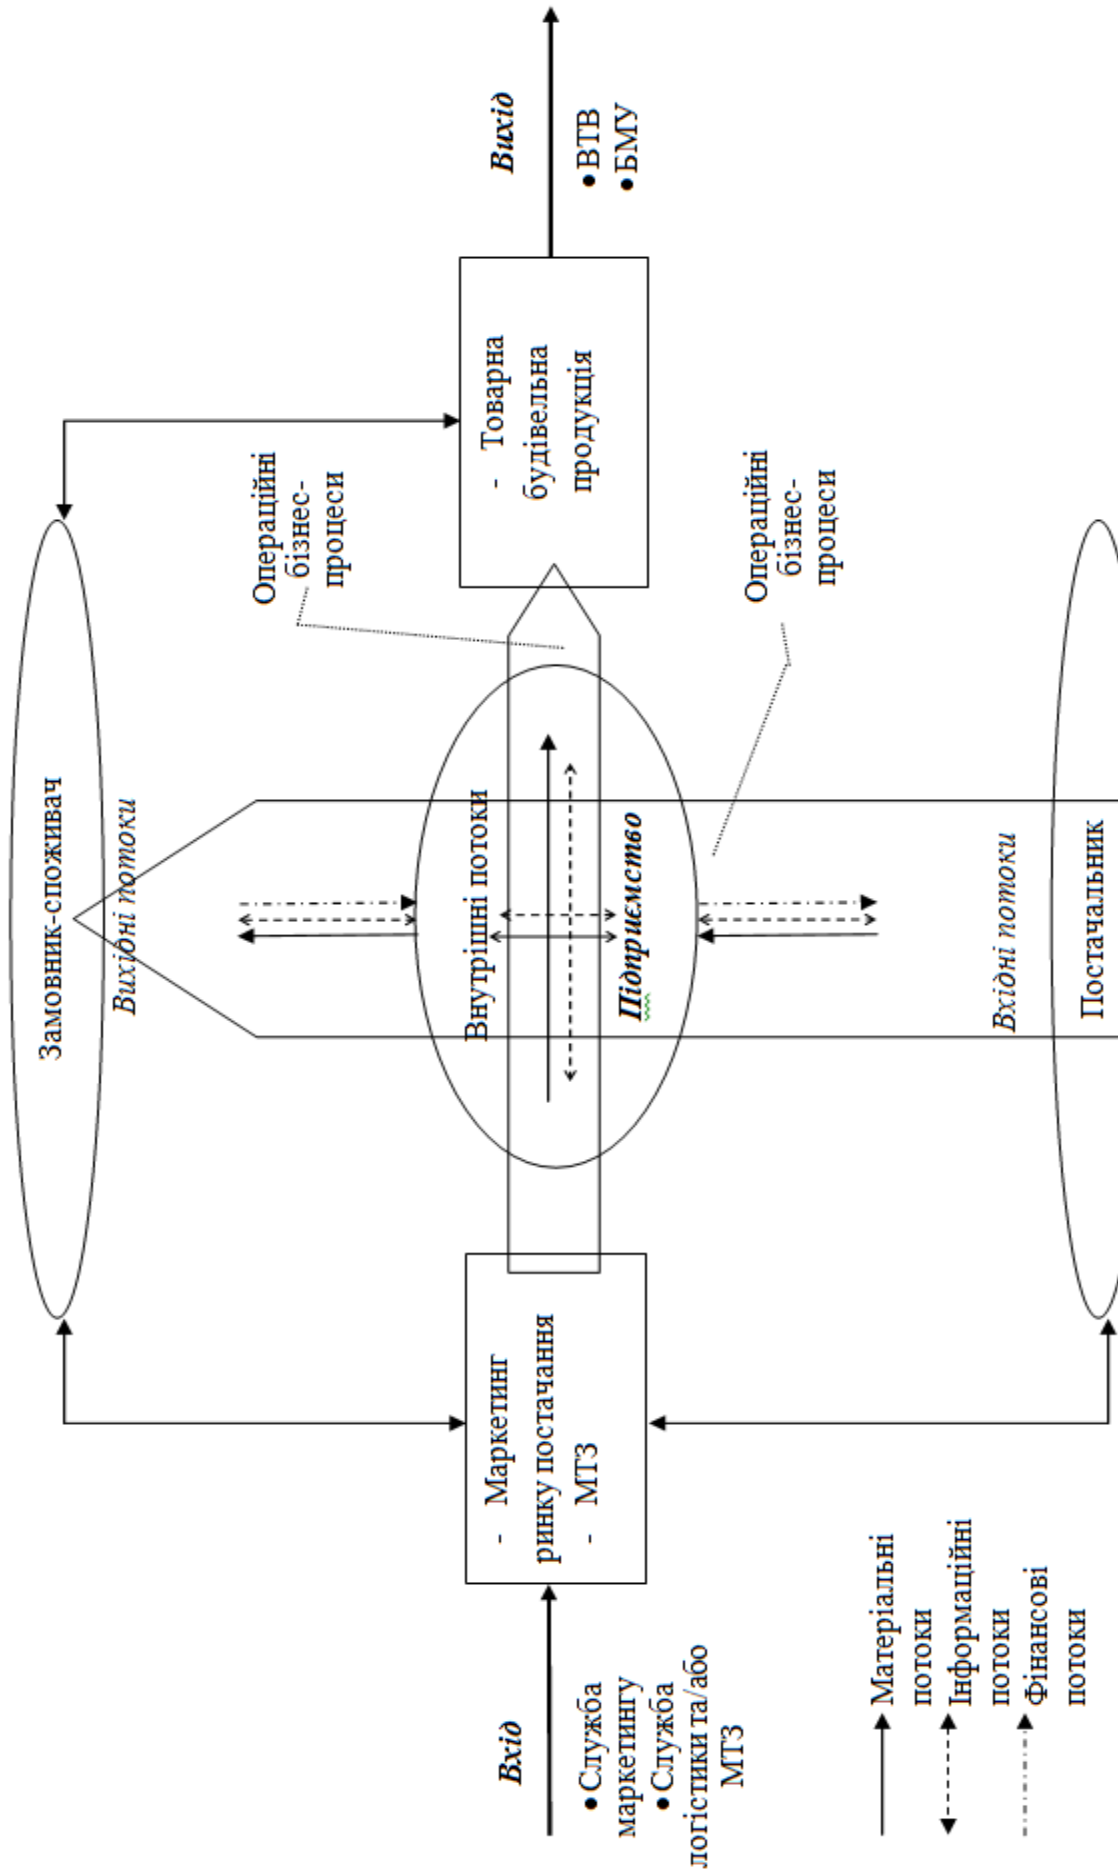 Замовник-споживач
Вихідні потоки
Операційні
бізнес-
процеси
Вхід
●Служба
маркетингу
●Служба
логістики та/або
МТЗ
- Маркетинг
ринку постачання
- МТЗ
Внутрішні потоки
Підприємство
- Товарна
будівельна
продукція
Вихід
●ВТВ
●БМУ
Операційні
бізнес-
процеси
Вхідні потоки
Постачальник
Матеріальні
потоки
Інформаційні
потоки
Фінансові
потоки